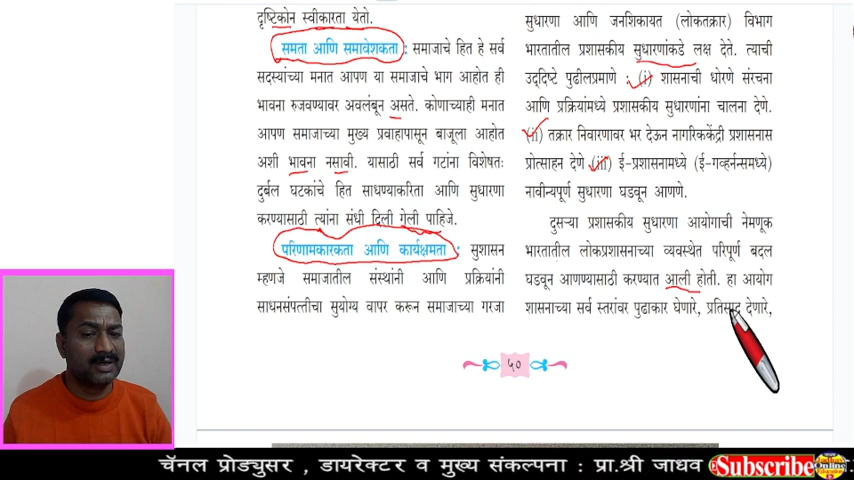 दृष्टिकोन स्वीकारता येतो.
समता आणि समावेशकता : समाजाचे हित हे सर्व
सदस्यांच्या मनात आपण या समाजाचे भाग आहोत ही
भावना रुजवण्यावर अवलंबून असते. कोणाच्याही मनात
आपण समाजाच्या मुख्य प्रवाहापासून बाजूला आहोत
अशी भावना नसावी. यासाठी सर्व गटांना विशेषतः
दुर्बल घटकांचे हित साधण्याकरिता आणि सुधारणा
करण्यासाठी त्यांना संधी दिली गेली पाहिजे.
परिणामकारकता आणि कार्यक्षमता : सुशासन
म्हणजे समाजातील संस्थांनी आणि प्रक्रियांनी
साधनसंपत्तीचा सुयोग्य वापर करून समाजाच्या गरजा
सुधारणा आणि जनशिकायत (लोकतक्रार) विभाग
भारतातील प्रशासकीय सुधारणांकडे लक्ष देते. त्याची
उद्‌दिष्टे पुढीलप्रमाणे : (i) शासनाची धोरणे संरचना
आणि प्रक्रियांमध्ये प्रशासकीय सुधारणांना चालना देणे.
(ii) तक्रार निवारणावर भर देऊन नागरिककेंद्री प्रशासनास
प्रोत्साहन देणे (iii) ई-प्रशासनामध्ये (ई-गव्हर्नन्समध्ये)
नावीन्यपूर्ण सुधारणा घडवून आणणे.
दुसऱ्या प्रशासकीय सुधारणा आयोगाची नेमणूक
भारतातील लोकप्रशासनाच्या व्यवस्थेत परिपूर्ण बदल
घडवून आणण्यासाठी करण्यात आली होती. हा आयोग
शासनाच्या सर्व स्तरांवर पुढाकार घेणारे, देणारे,
५०
चॅनल प्रोड्युसर , डायरेक्टर व मुख्य संकल्पना : प्रा.श्री जाधव
Subscribe